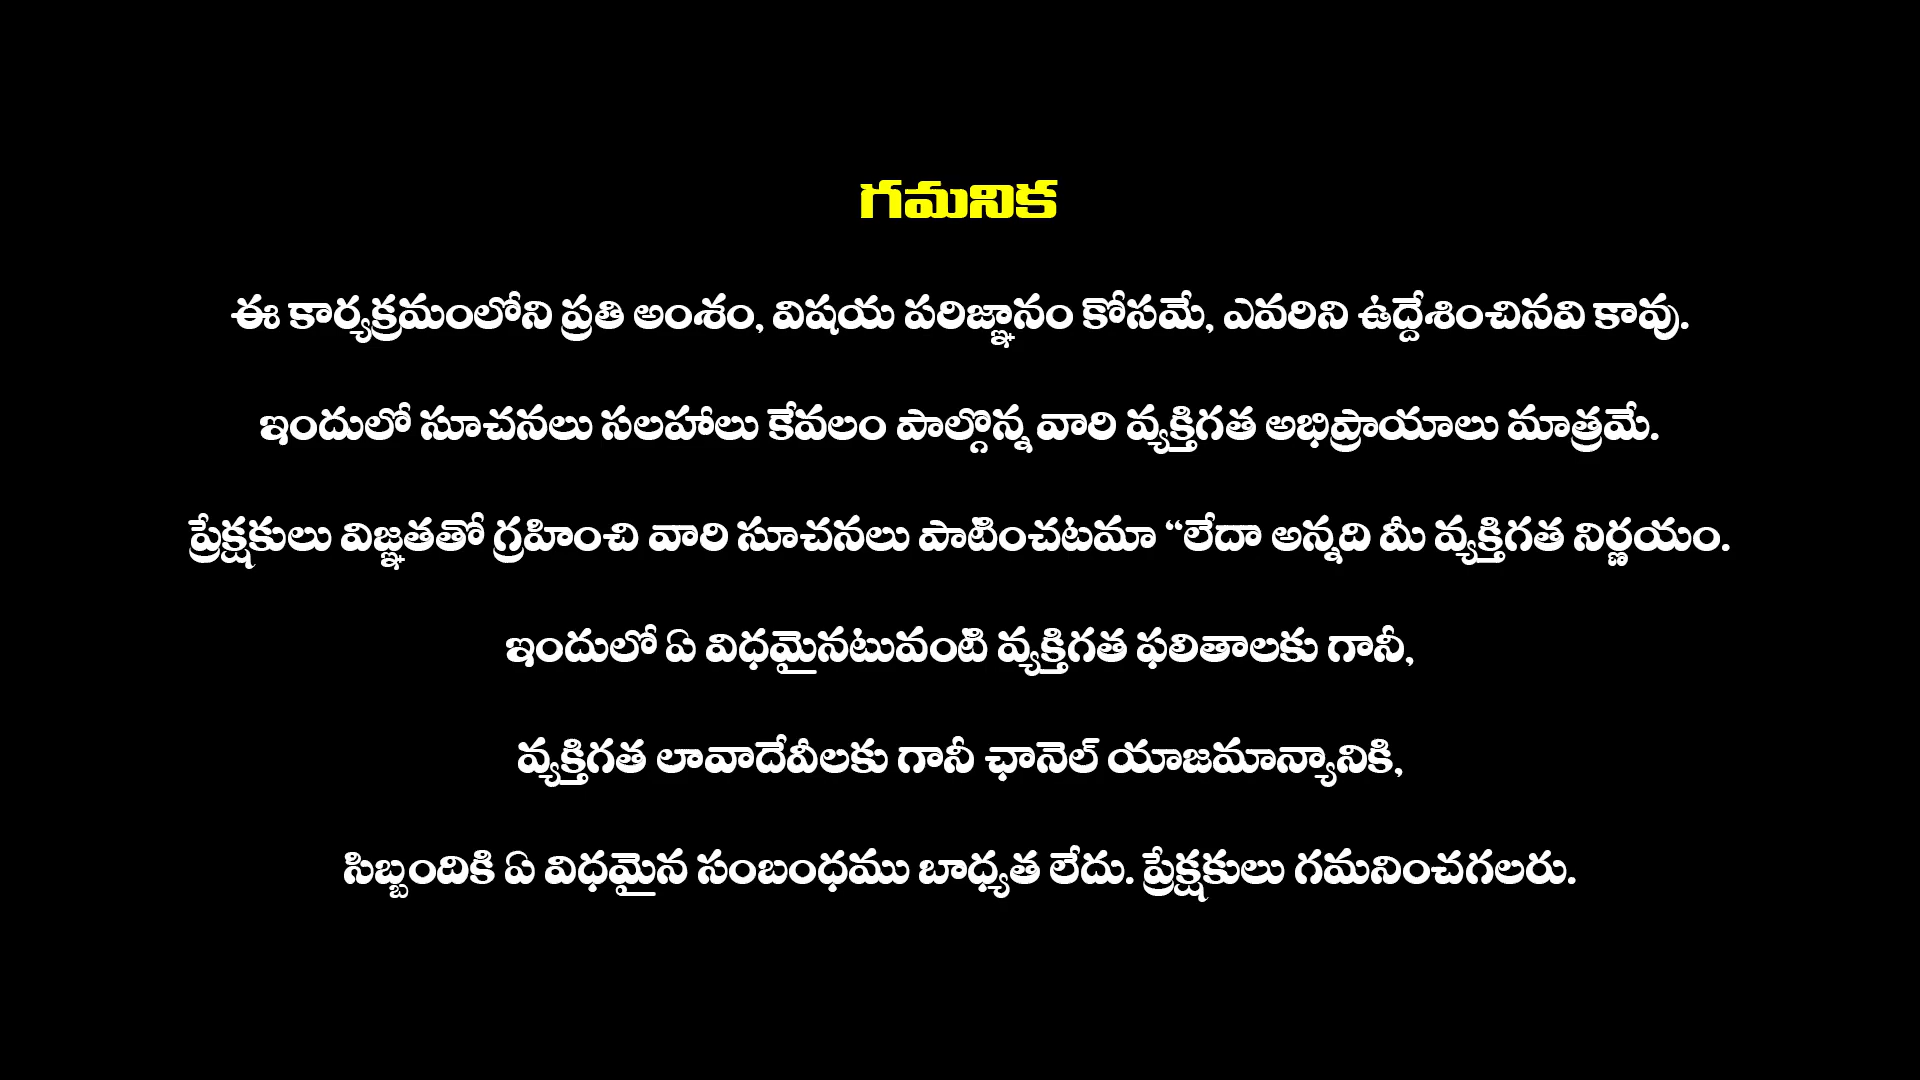 గమనిక
ఈ కార్యక్రమంలోని ప్రతి అంశం, విషయ పరిజ్ఞానం కోసమే, ఎవరిని ఉద్దేశించినవి కావు.
ఇందులో సూచనలు సలహాలు కేవలం పాల్గొన్న వారి వ్యక్తిగత అభిప్రాయాలు మాత్రమే.
ప్రేక్షకులు విజ్ఞతతో గ్రహించి వారి సూచనలు పాటించటమా “లేదా అన్నది మీ వ్యక్తిగత నిర్ణయం.
ఇందులో ఏ విధమైనటువంటి వ్యక్తిగత ఫలితాలకు గానీ,
వ్యక్తిగత లావాదేవీలకు గానీ ఛానెల్ యాజమాన్యానికి,
సిబ్బందికి ఏ విధమైన సంబంధము బాధ్యత లేదు. ప్రేక్షకులు గమనించగలరు.